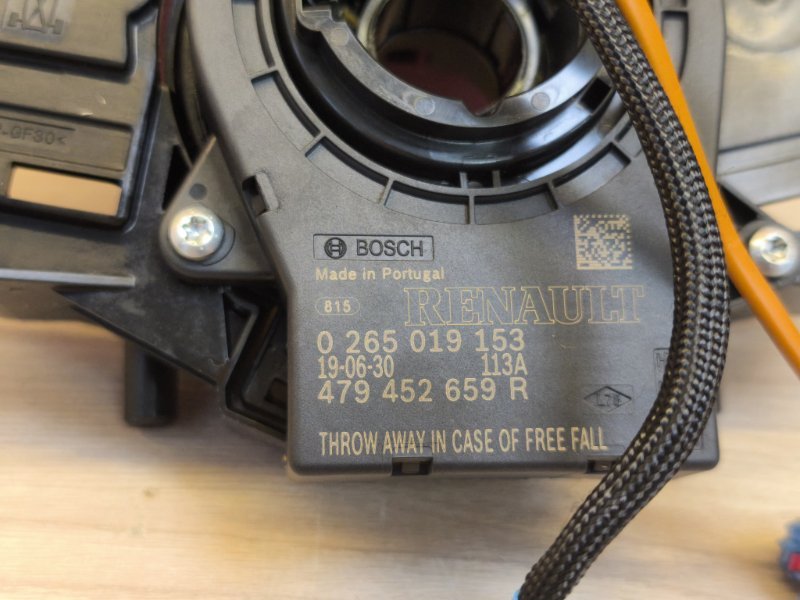 -GF30<
BOSCH
Made in Portugal
815
RENAULT
0 265 019 153
19-06-30 113A
479 452 659 R
THROW AWAY IN CASE OF FREE FALL